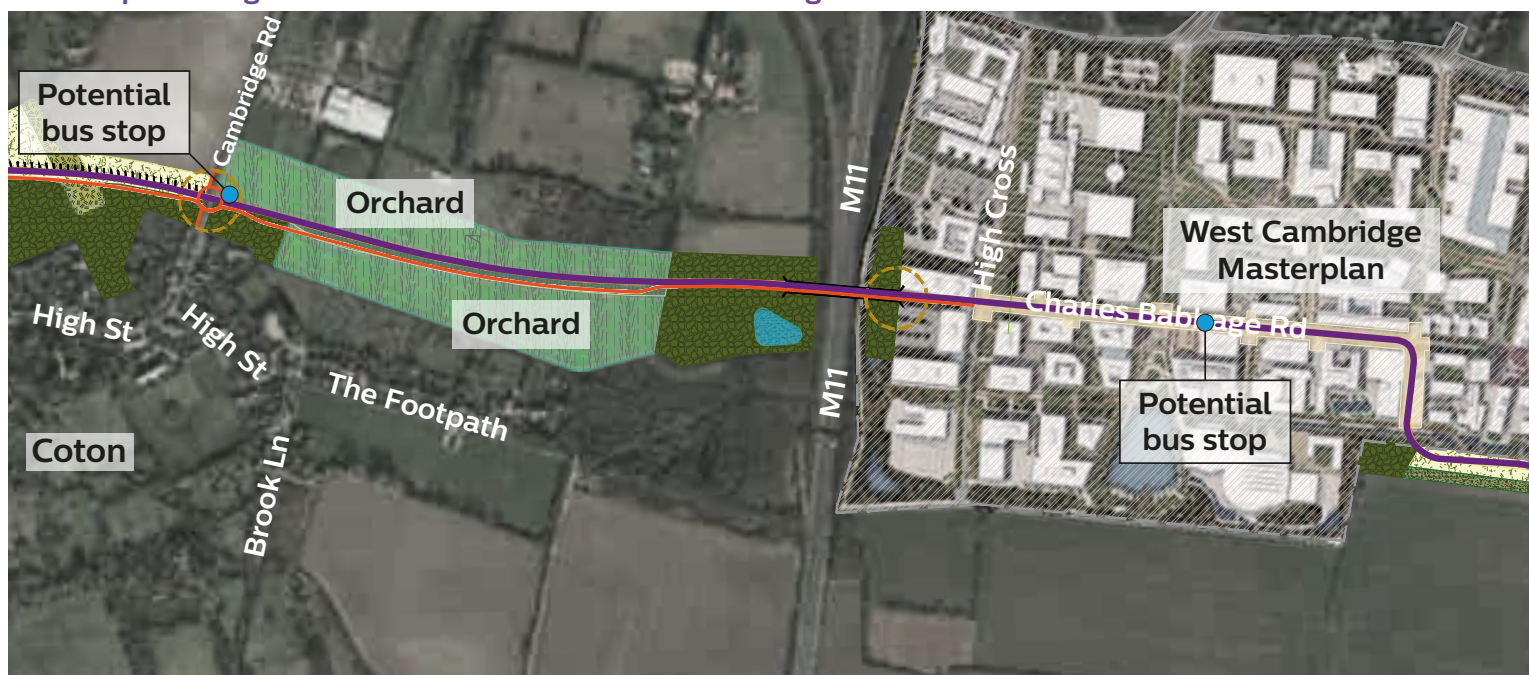 Cambridge Rd
Potential
bus stop
Orchard
M11
High Cross
West Cambridge
Masterplan
Orchard
Charles Babbage Rd
High St
High St
The Footpath
M11
Potential
bus stop
Coton
Brook Ln